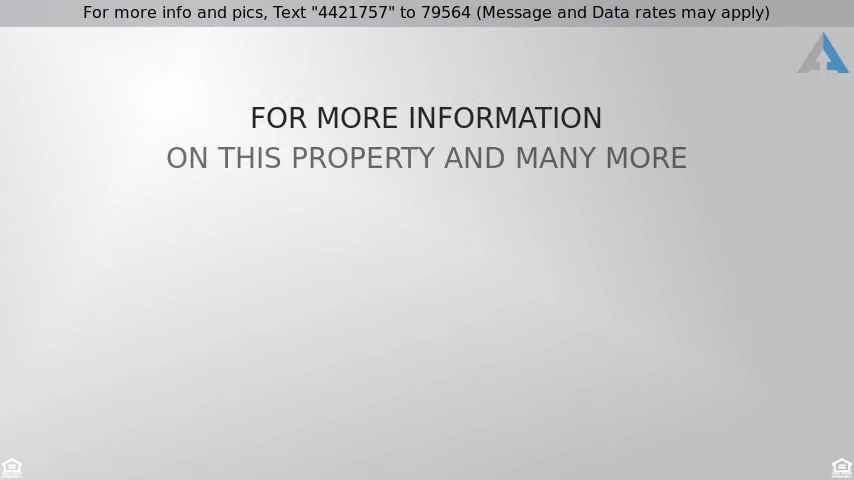 For more info and pics, Text "4421757" to 79564 (Message and Data rates may apply)
FOR MORE INFORMATION
ON THIS PROPERTY AND MANY MORE